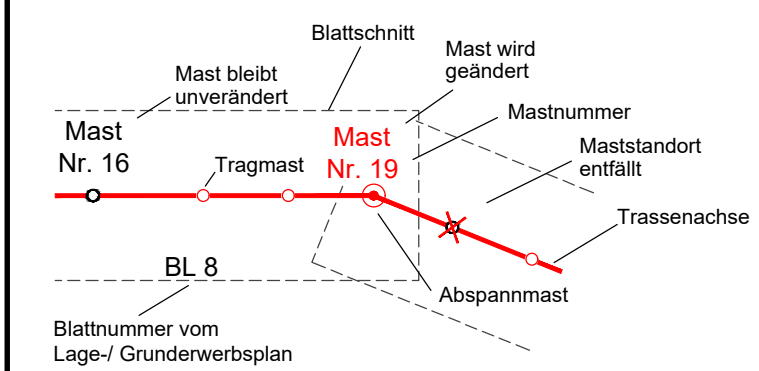 Blattschnitt
Mast wird
geändert
Mast bleibt
unverändert
Mastnummer
Mast
Nr. 16
Mast
Nr. 19
Tragmast
Maststandort
entfällt
Trassenachse
BL 8
Abspannmast
Blattnummer vom
Lage-/ Grunderwerbsplan